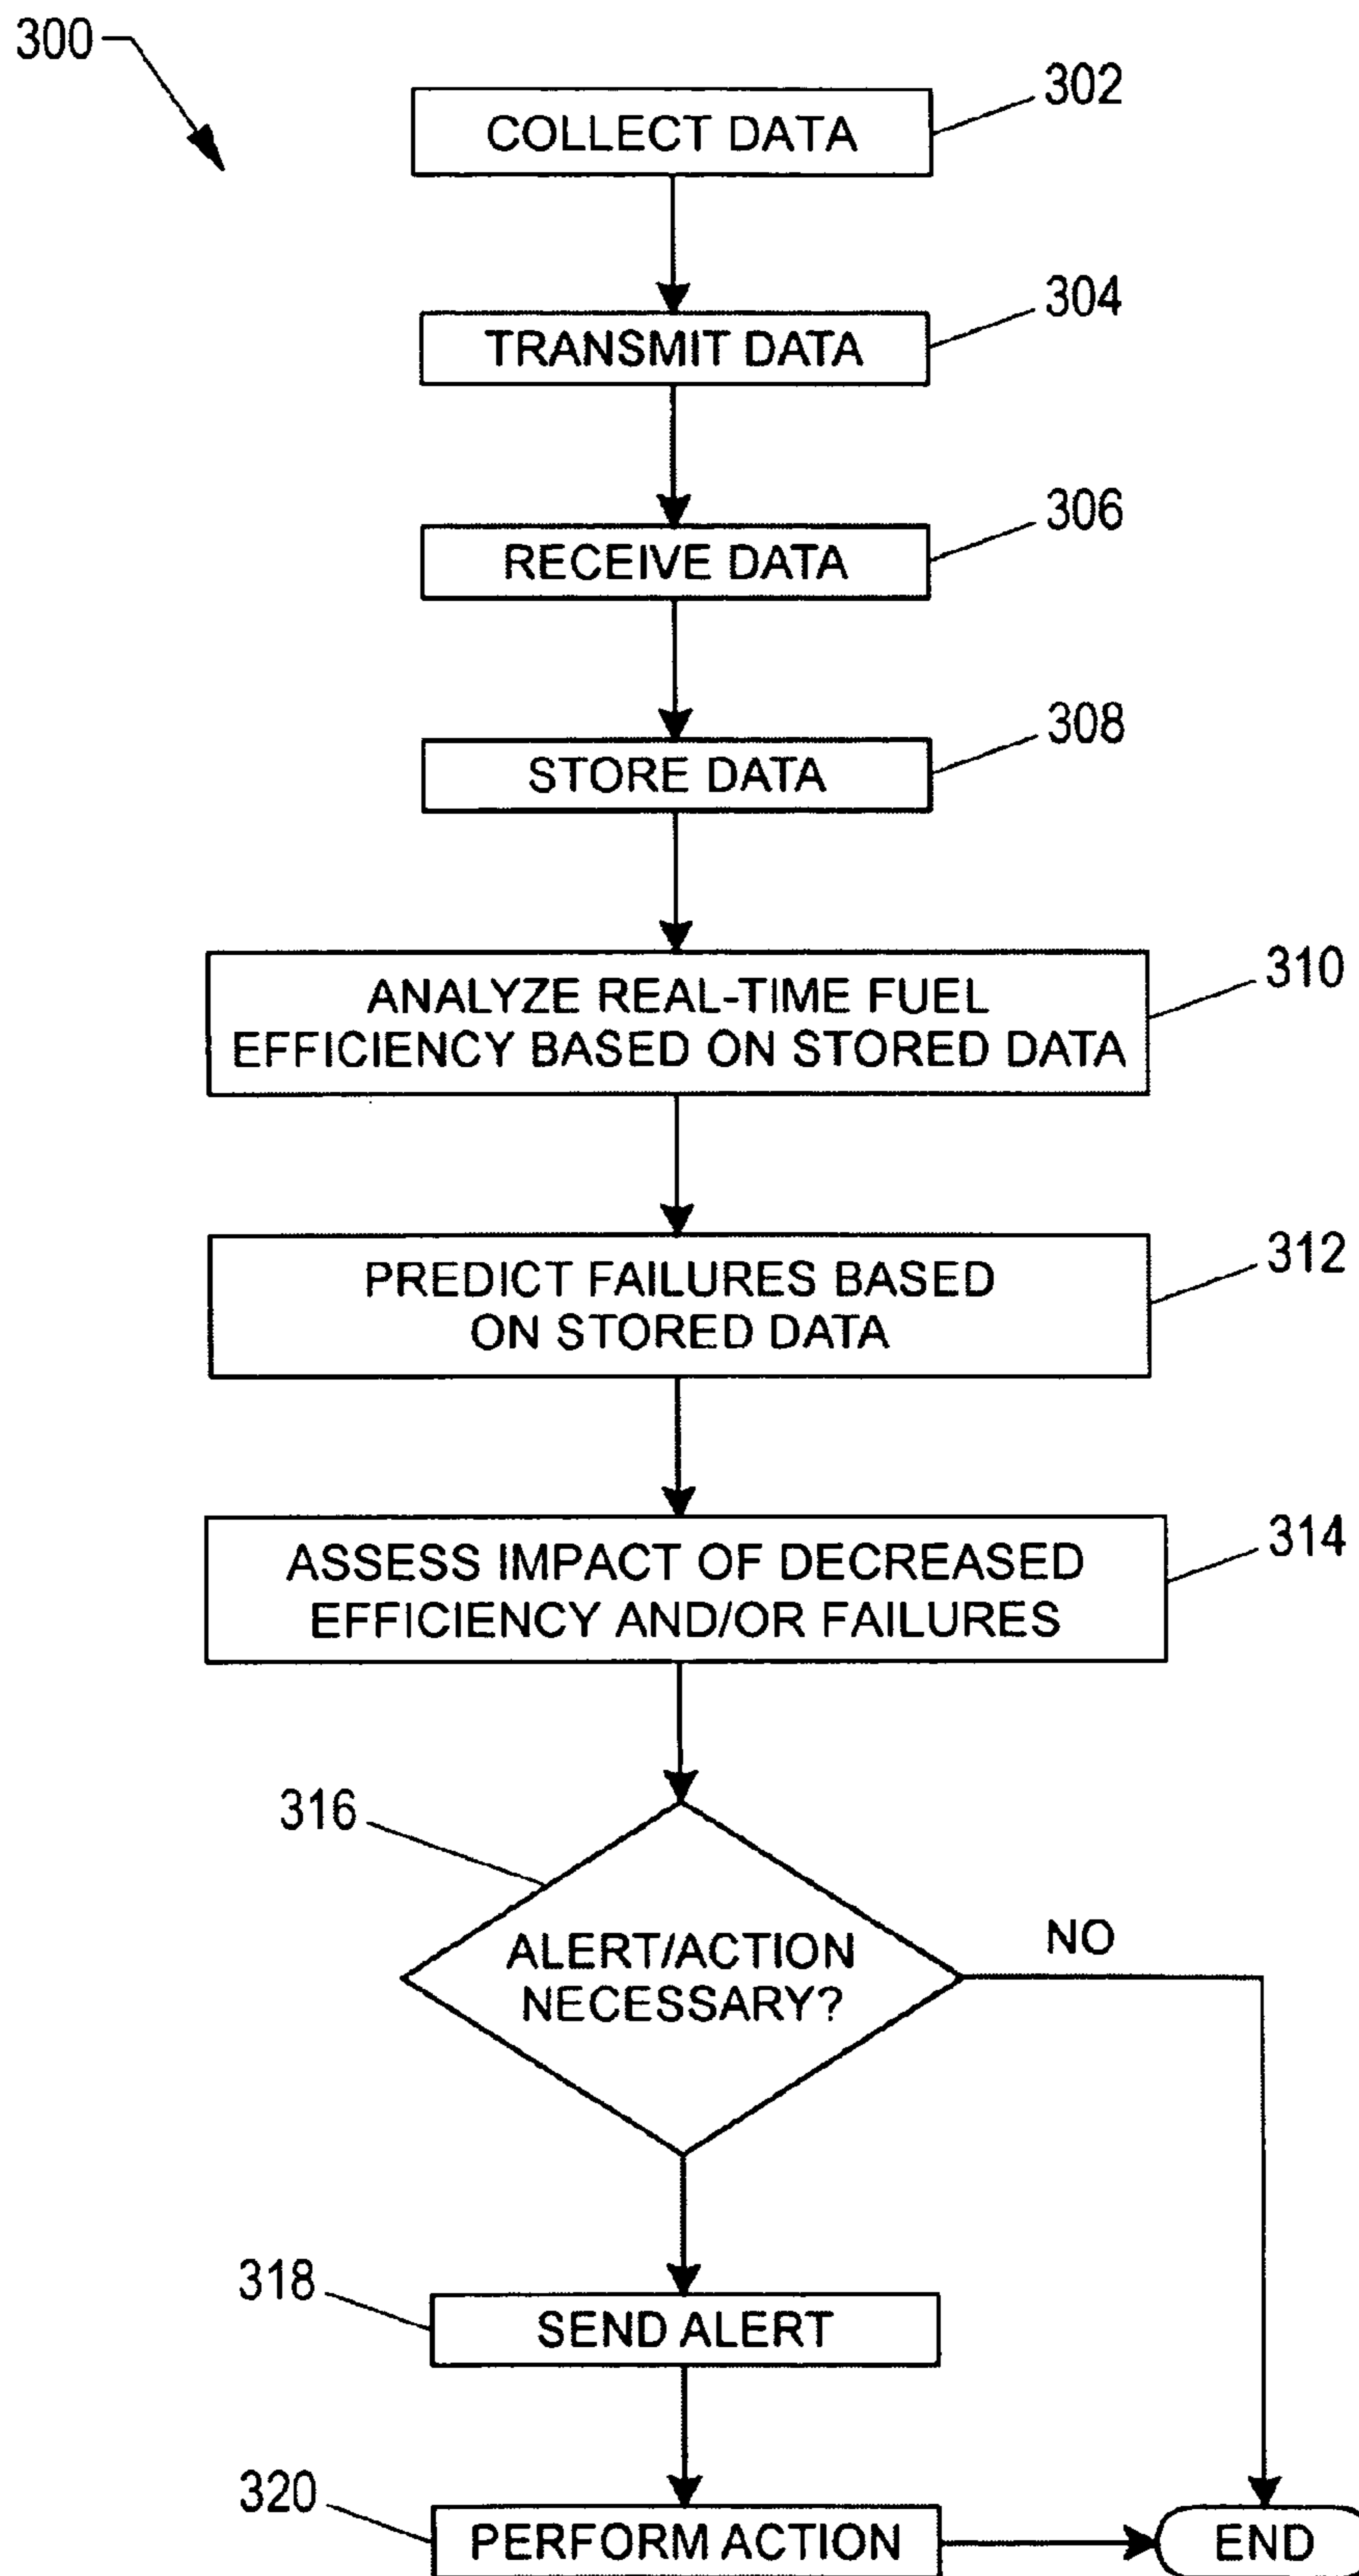 300
302
COLLECT DATA
304
TRANSMIT DATA
306
RECEIVE DATA
308
STORE DATA
310
ANALYZE REAL-TIME FUEL
EFFICIENCY BASED ON STORED DATA
312
PREDICT FAILURES BASED
ON STORED DATA
314
ASSESS IMPACT OF DECREASED
EFFICIENCY AND/OR FAILURES
316
ALERT/ACTION
NECESSARY?
NO
318
SEND ALERT
320
PERFORM ACTION
END